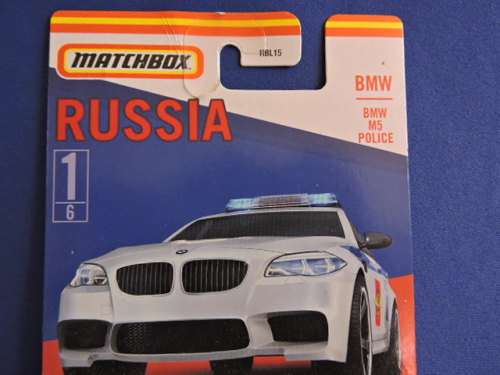 MATCHBOX
HBL15
RUSSIA
1
6
BMW
BMW
M5
POLICE